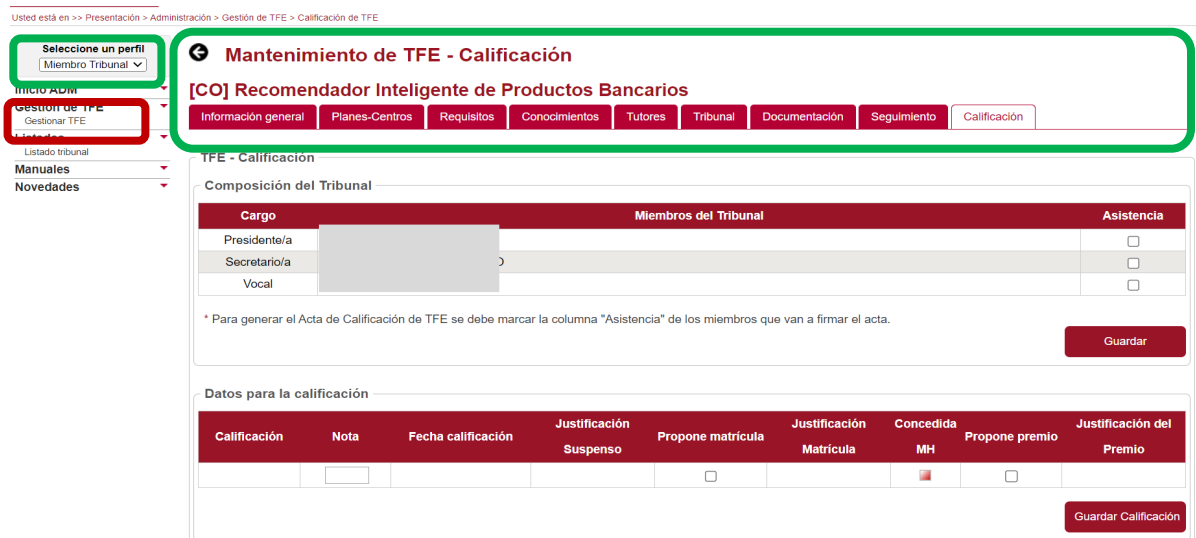 Usted está en >> Presentación > Administración > Gestión de TFE > Calificación de TFE
Seleccione un perfil
Miembro Tribunal
Inicio ADM
Gestión de TFE
Gestionar TFE
Listados
Listado tribunal
Manuales
Novedades
Mantenimiento de TFE - Calificación
[CO] Recomendador Inteligente de Productos Bancarios
Información general Planes-Centros Requisitos Conocimientos Tutores Tribunal Documentación Seguimiento Calificación
TFE - Calificación
Composición del Tribunal
Cargo Miembros del Tribunal Asistencia
Presidente/a
Secretario/a
Vocal
* Para generar el Acta de Calificación de TFE se debe marcar la columna "Asistencia" de los miembros que van a firmar el acta.
Guardar
Datos para la calificación
Calificación Nota Fecha calificación Justificación Suspenso Propone matrícula Justificación Matrícula Concedida MH Propone premio Justificación del Premio
Guardar Calificación